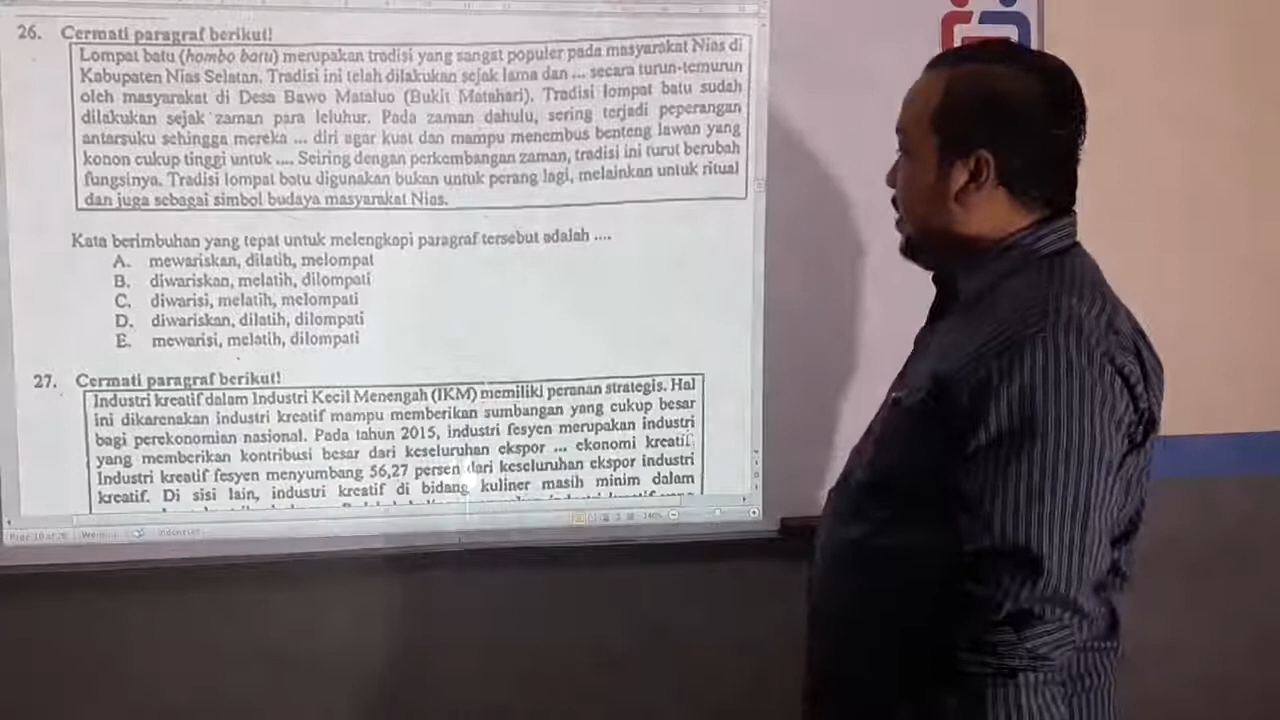 26. Cermati paragraf berikut!
Lompat batu (hombo batu) merupakan tradisi yang sangat populer pada masyarakat Nias di
Kabupaten Nias Selatan. Tradisi ini telah dilakukan sejak lama dan ... secara turun-temurun
oleh masyarakat di Desa Bawo Mataluo (Bukit Matahari). Tradisi lompat batu sudah
dilakukan sejak zaman para leluhur. Pada zaman dahulu, sering terjadi peperangan
antarsuku sehingga mereka ... diri agar kuat dan mampu menembus benteng lawan yang
konon cukup tinggi untuk .... Seiring dengan perkembangan zaman, tradisi ini turut berubah
fungsinya. Tradisi lompat batu digunakan bukan untuk perang lagi, melainkan untuk ritual
dan juga sebagai simbol budaya masyarakat Nias.
Kata berimbuhan yang tepat untuk melengkapi paragraf tersebut adalah ....
A. mewariskan, dilatih, melompat
B. diwariskan, melatih, dilompati
C. diwarisi, melatih, melompati
D. diwariskan, dilatih, dilompati
E. mewarisi, melatih, dilompati
27. Cermati paragraf berikut!
Industri kreatif dalam Industri Kecil Menengah (IKM) memiliki peranan strategis. Hal
ini dikarenakan industri kreatif mampu memberikan sumbangan yang cukup besar
bagi perekonomian nasional. Pada tahun 2015, industri fesyen merupakan industri
yang memberikan kontribusi besar dari keseluruhan ekspor ... ekonomi kreatif.
Industri kreatif fesyen menyumbang 56,27 persen dari keseluruhan ekspor industri
kreatif. Di sisi lain, industri kreatif di bidang kuliner masih minim dalam
Indonesian 140%